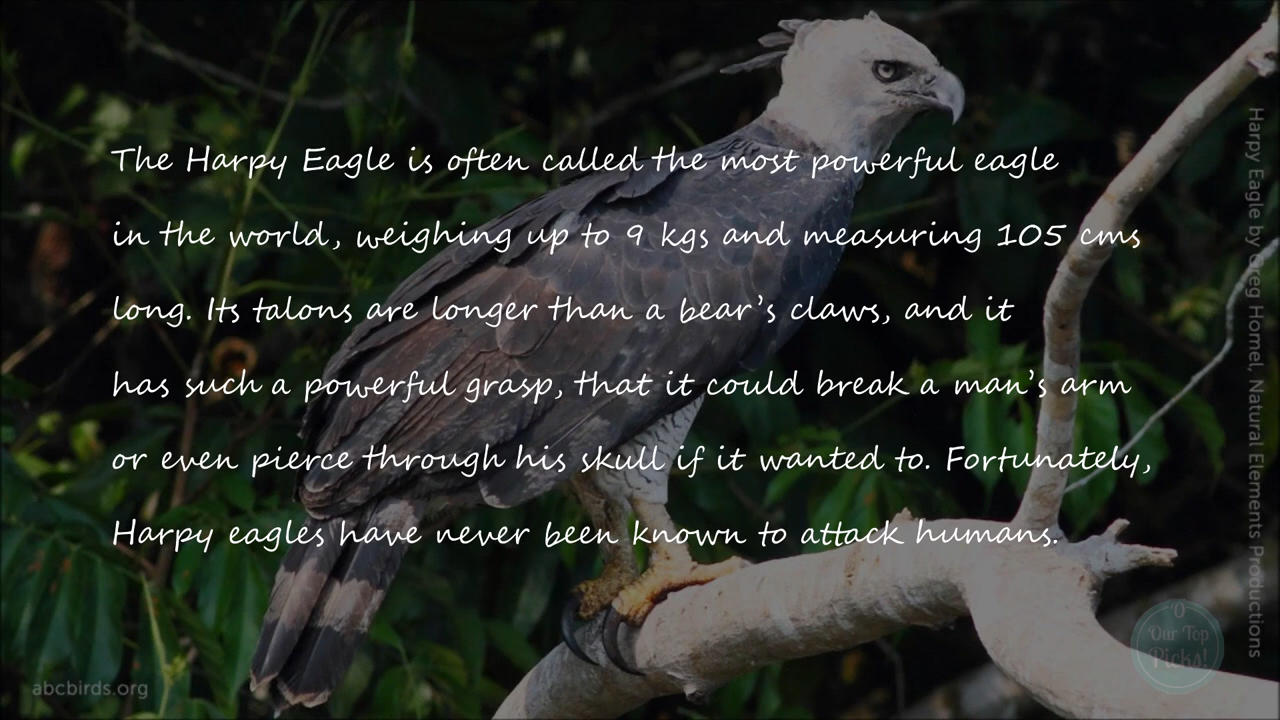 The Harpy Eagle is often called the most powerful eagle
in the world, weighing up to 9 kgs and measuring 105 cms
long. Its talons are longer than a bear's claws, and it
has such a powerful grasp, that it could break a man's arm
or even pierce through his skull if it wanted to. Fortunately,
Harpy eagles have never been known to attack humans.
Harpy Eagle by Greg Homel, Natural Elements Productions
abcbirds.org
'O
Our Top
Picks!